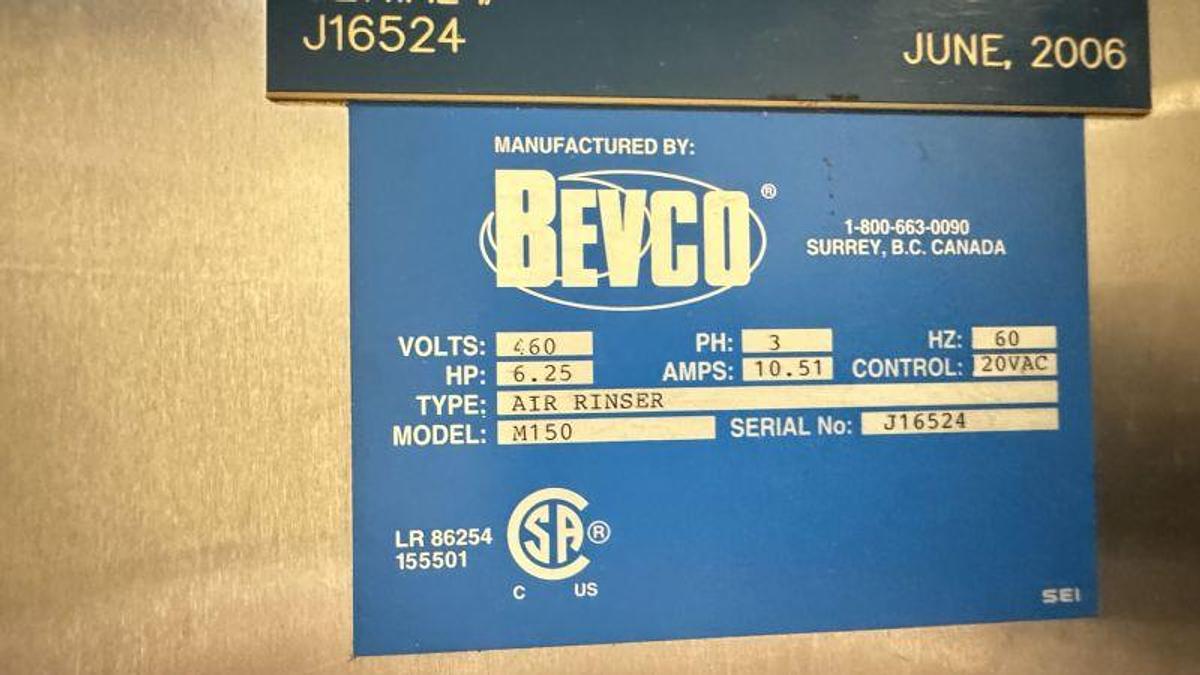 J16524
JUNE, 2006
MANUFACTURED BY:
BEVCO ®
1-800-663-0090
SURREY, B.C. CANADA
VOLTS: 460 PH: 3 HZ: 60
HP: 6.25 AMPS: 10.51 CONTROL: 20VAC
TYPE: AIR RINSER
MODEL: M150 SERIAL No: J16524
LR 86254
155501
CSA ®
C US
SEI